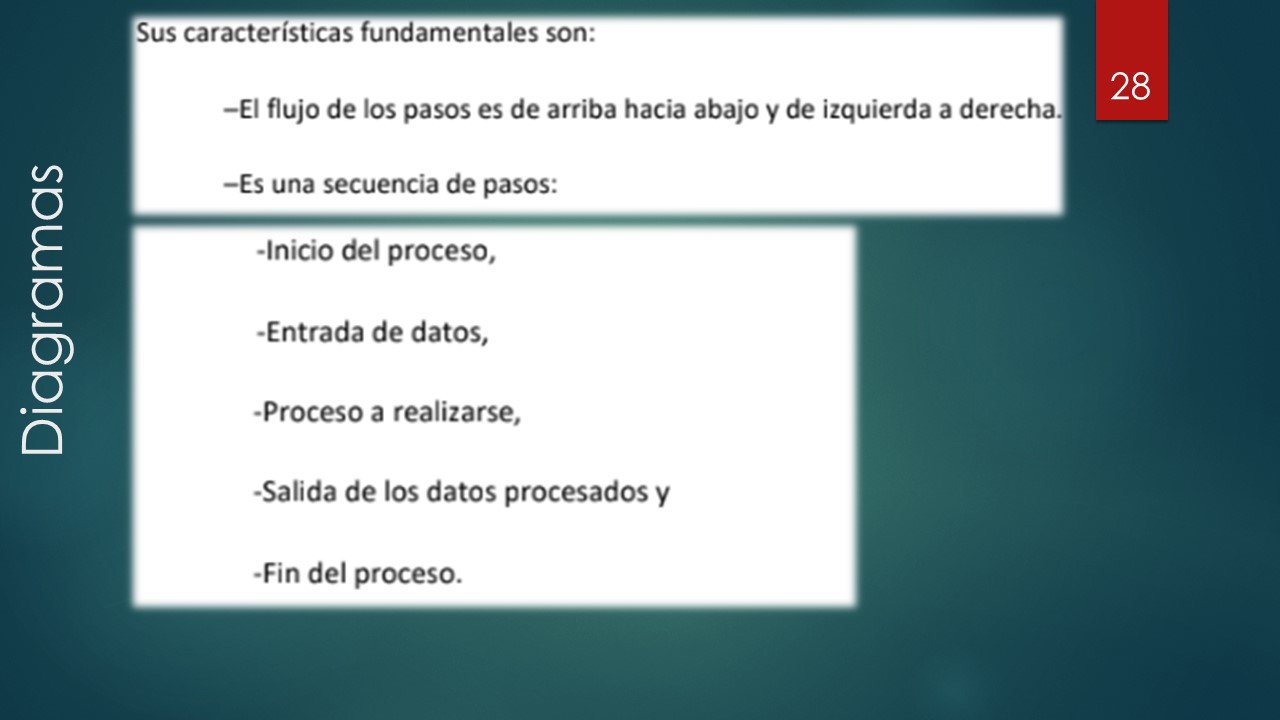 Sus características fundamentales son:
28
–El flujo de los pasos es de arriba hacia abajo y de izquierda a derecha.
–Es una secuencia de pasos:
Diagramas
-Inicio del proceso,
-Entrada de datos,
-Proceso a realizarse,
-Salida de los datos procesados y
-Fin del proceso.